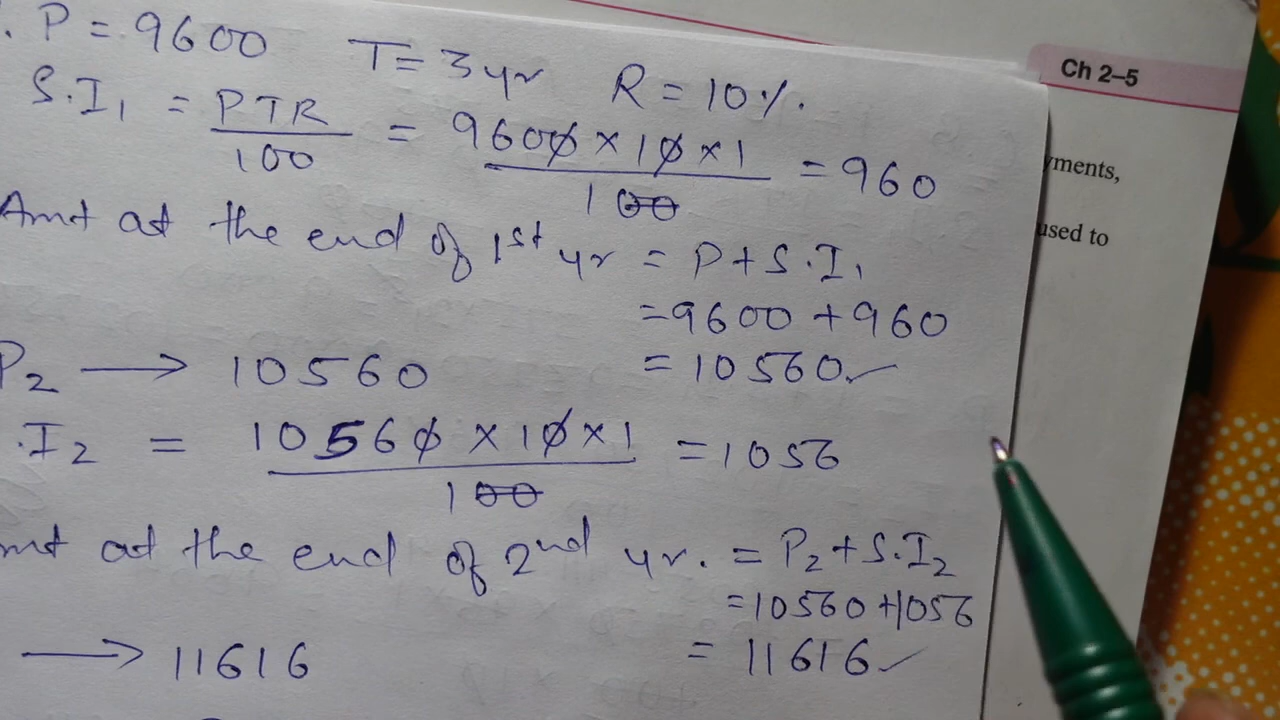 . P = 9600 T = 3yr R = 10%.
S.I₁ = PTR/100 = 9600 × 10 × 1/100 = 960
Amt at the end of 1st yr = P + S.I₁
= 9600 + 960
= 10560 ✓
P₂ → 10560
.I₂ = 10560 × 10 × 1/100 = 1056
mt at the end of 2nd yr. = P₂ + S.I₂
= 10560 + 1056
= 11616 ✓
→ 11616
Ch 2–5
yments,
used to